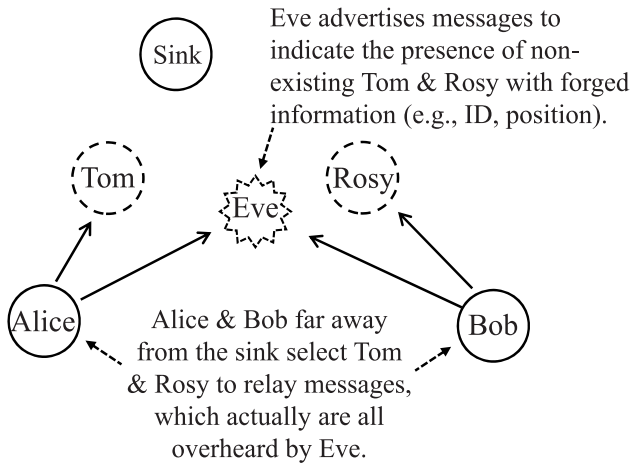 Eve advertises messages to
indicate the presence of non-
existing Tom & Rosy with forged
information (e.g., ID, position).
Sink
Tom
Eve
Rosy
Alice
Bob
Alice & Bob far away
from the sink select Tom
& Rosy to relay messages,
which actually are all
overheard by Eve.